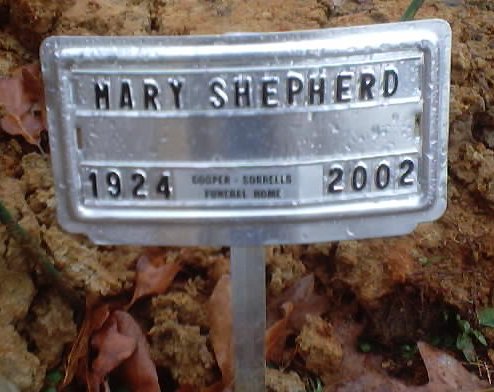 MARY SHEPHERD
1924 COOPER - SORRELLS 2002
FUNERAL HOME